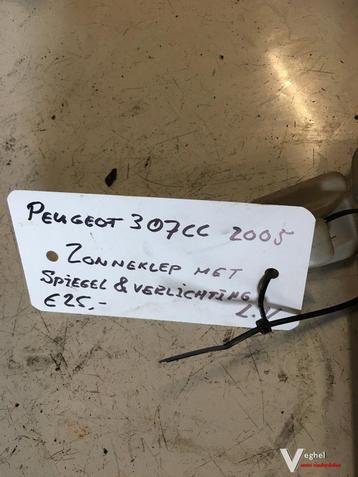 PEUGEOT 307CC 2005
ZONNEKLEP MET
SPIEGEL & VERLICHTING
€25,-
Veghel